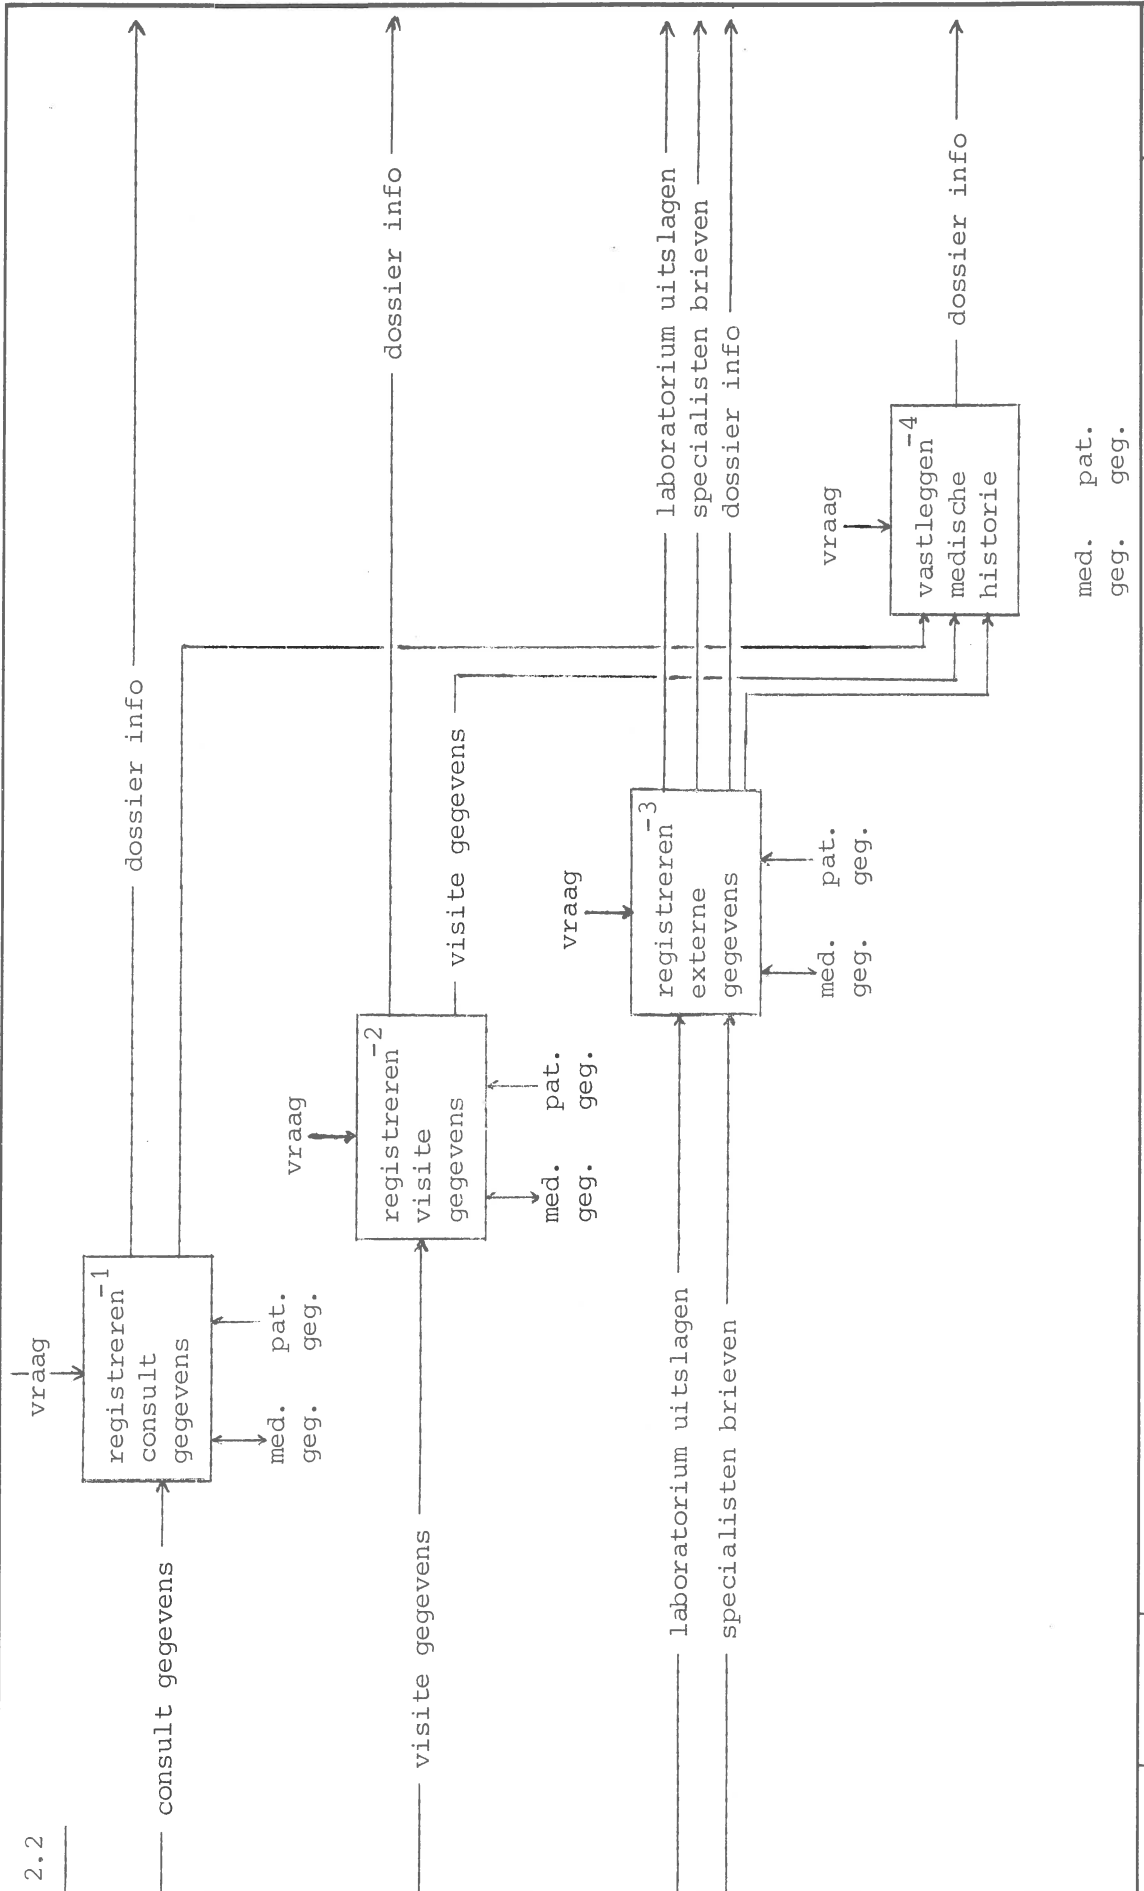 2.2
vraag
consult gegevens
registreren -1
consult
gegevens
dossier info
med. pat.
geg. geg.
vraag
visite gegevens
registreren -2
visite
gegevens
dossier info
visite gegevens
med. pat.
geg. geg.
vraag
laboratorium uitslagen
specialisten brieven
registreren -3
externe
gegevens
laboratorium uitslagen
specialisten brieven
dossier info
med. pat.
geg. geg.
vraag
vastleggen -4
medische
historie
dossier info
med. pat.
geg. geg.